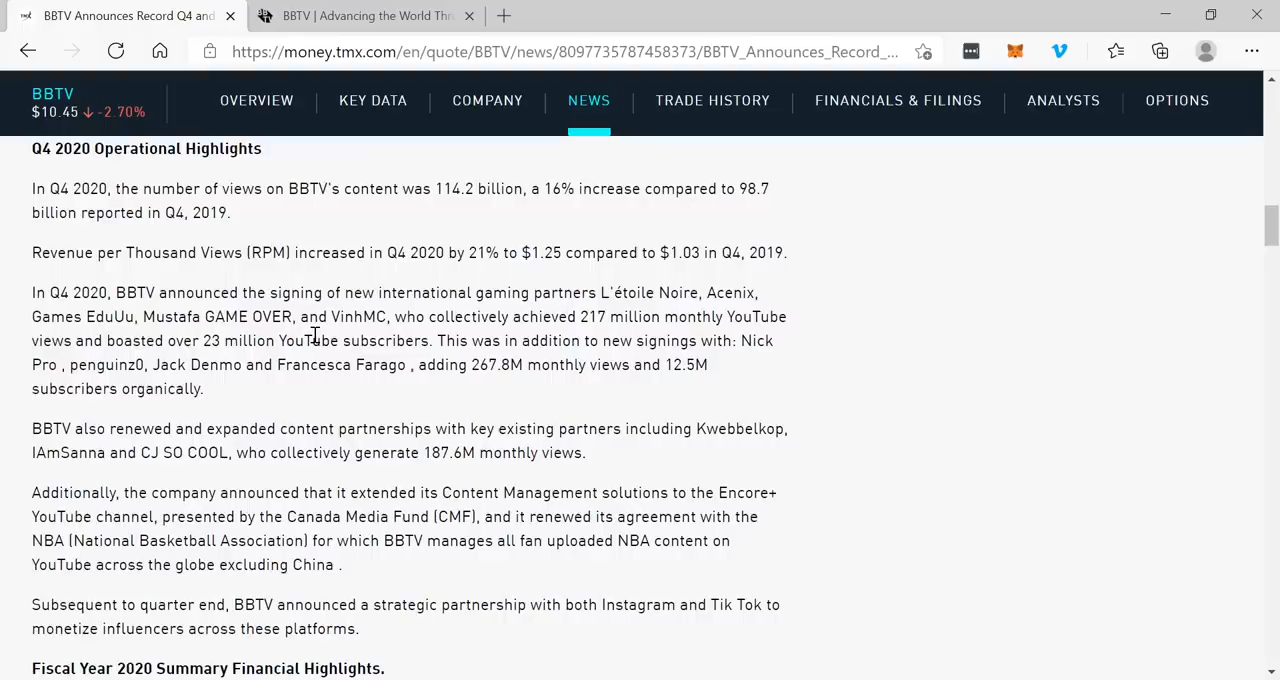 BBTV Announces Record Q4 and
BBTV | Advancing the World Thr
https://money.tmx.com/en/quote/BBTV/news/8097735787458373/BBTV_Announces_Record_...
BBTV
$10.45 -2.70%
OVERVIEW
KEY DATA
COMPANY
NEWS
TRADE HISTORY
FINANCIALS & FILINGS
ANALYSTS
OPTIONS
Q4 2020 Operational Highlights
In Q4 2020, the number of views on BBTV's content was 114.2 billion, a 16% increase compared to 98.7
billion reported in Q4, 2019.
Revenue per Thousand Views (RPM) increased in Q4 2020 by 21% to $1.25 compared to $1.03 in Q4, 2019.
In Q4 2020, BBTV announced the signing of new international gaming partners L'étoile Noire, Acenix,
Games EduUu, Mustafa GAME OVER, and VinhMC, who collectively achieved 217 million monthly YouTube
views and boasted over 23 million YouTube subscribers. This was in addition to new signings with: Nick
Pro , penguinz0, Jack Denmo and Francesca Farago , adding 267.8M monthly views and 12.5M
subscribers organically.
BBTV also renewed and expanded content partnerships with key existing partners including Kwebbelkop,
IAmSanna and CJ SO COOL, who collectively generate 187.6M monthly views.
Additionally, the company announced that it extended its Content Management solutions to the Encore+
YouTube channel, presented by the Canada Media Fund (CMF), and it renewed its agreement with the
NBA (National Basketball Association) for which BBTV manages all fan uploaded NBA content on
YouTube across the globe excluding China .
Subsequent to quarter end, BBTV announced a strategic partnership with both Instagram and Tik Tok to
monetize influencers across these platforms.
Fiscal Year 2020 Summary Financial Highlights.